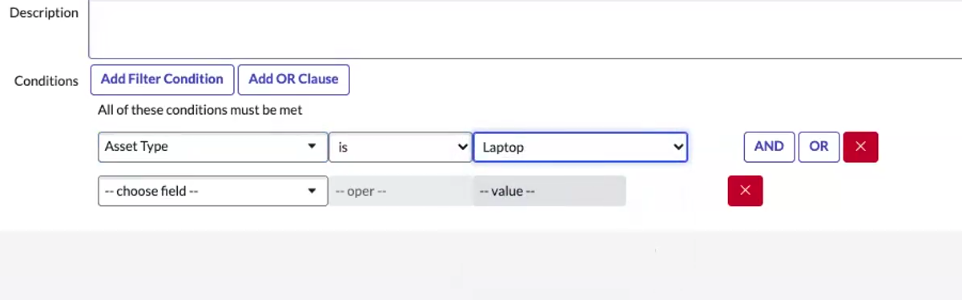 Description
Conditions Add Filter Condition Add OR Clause
All of these conditions must be met
Asset Type is Laptop AND OR ×
-- choose field -- -- oper -- -- value -- ×